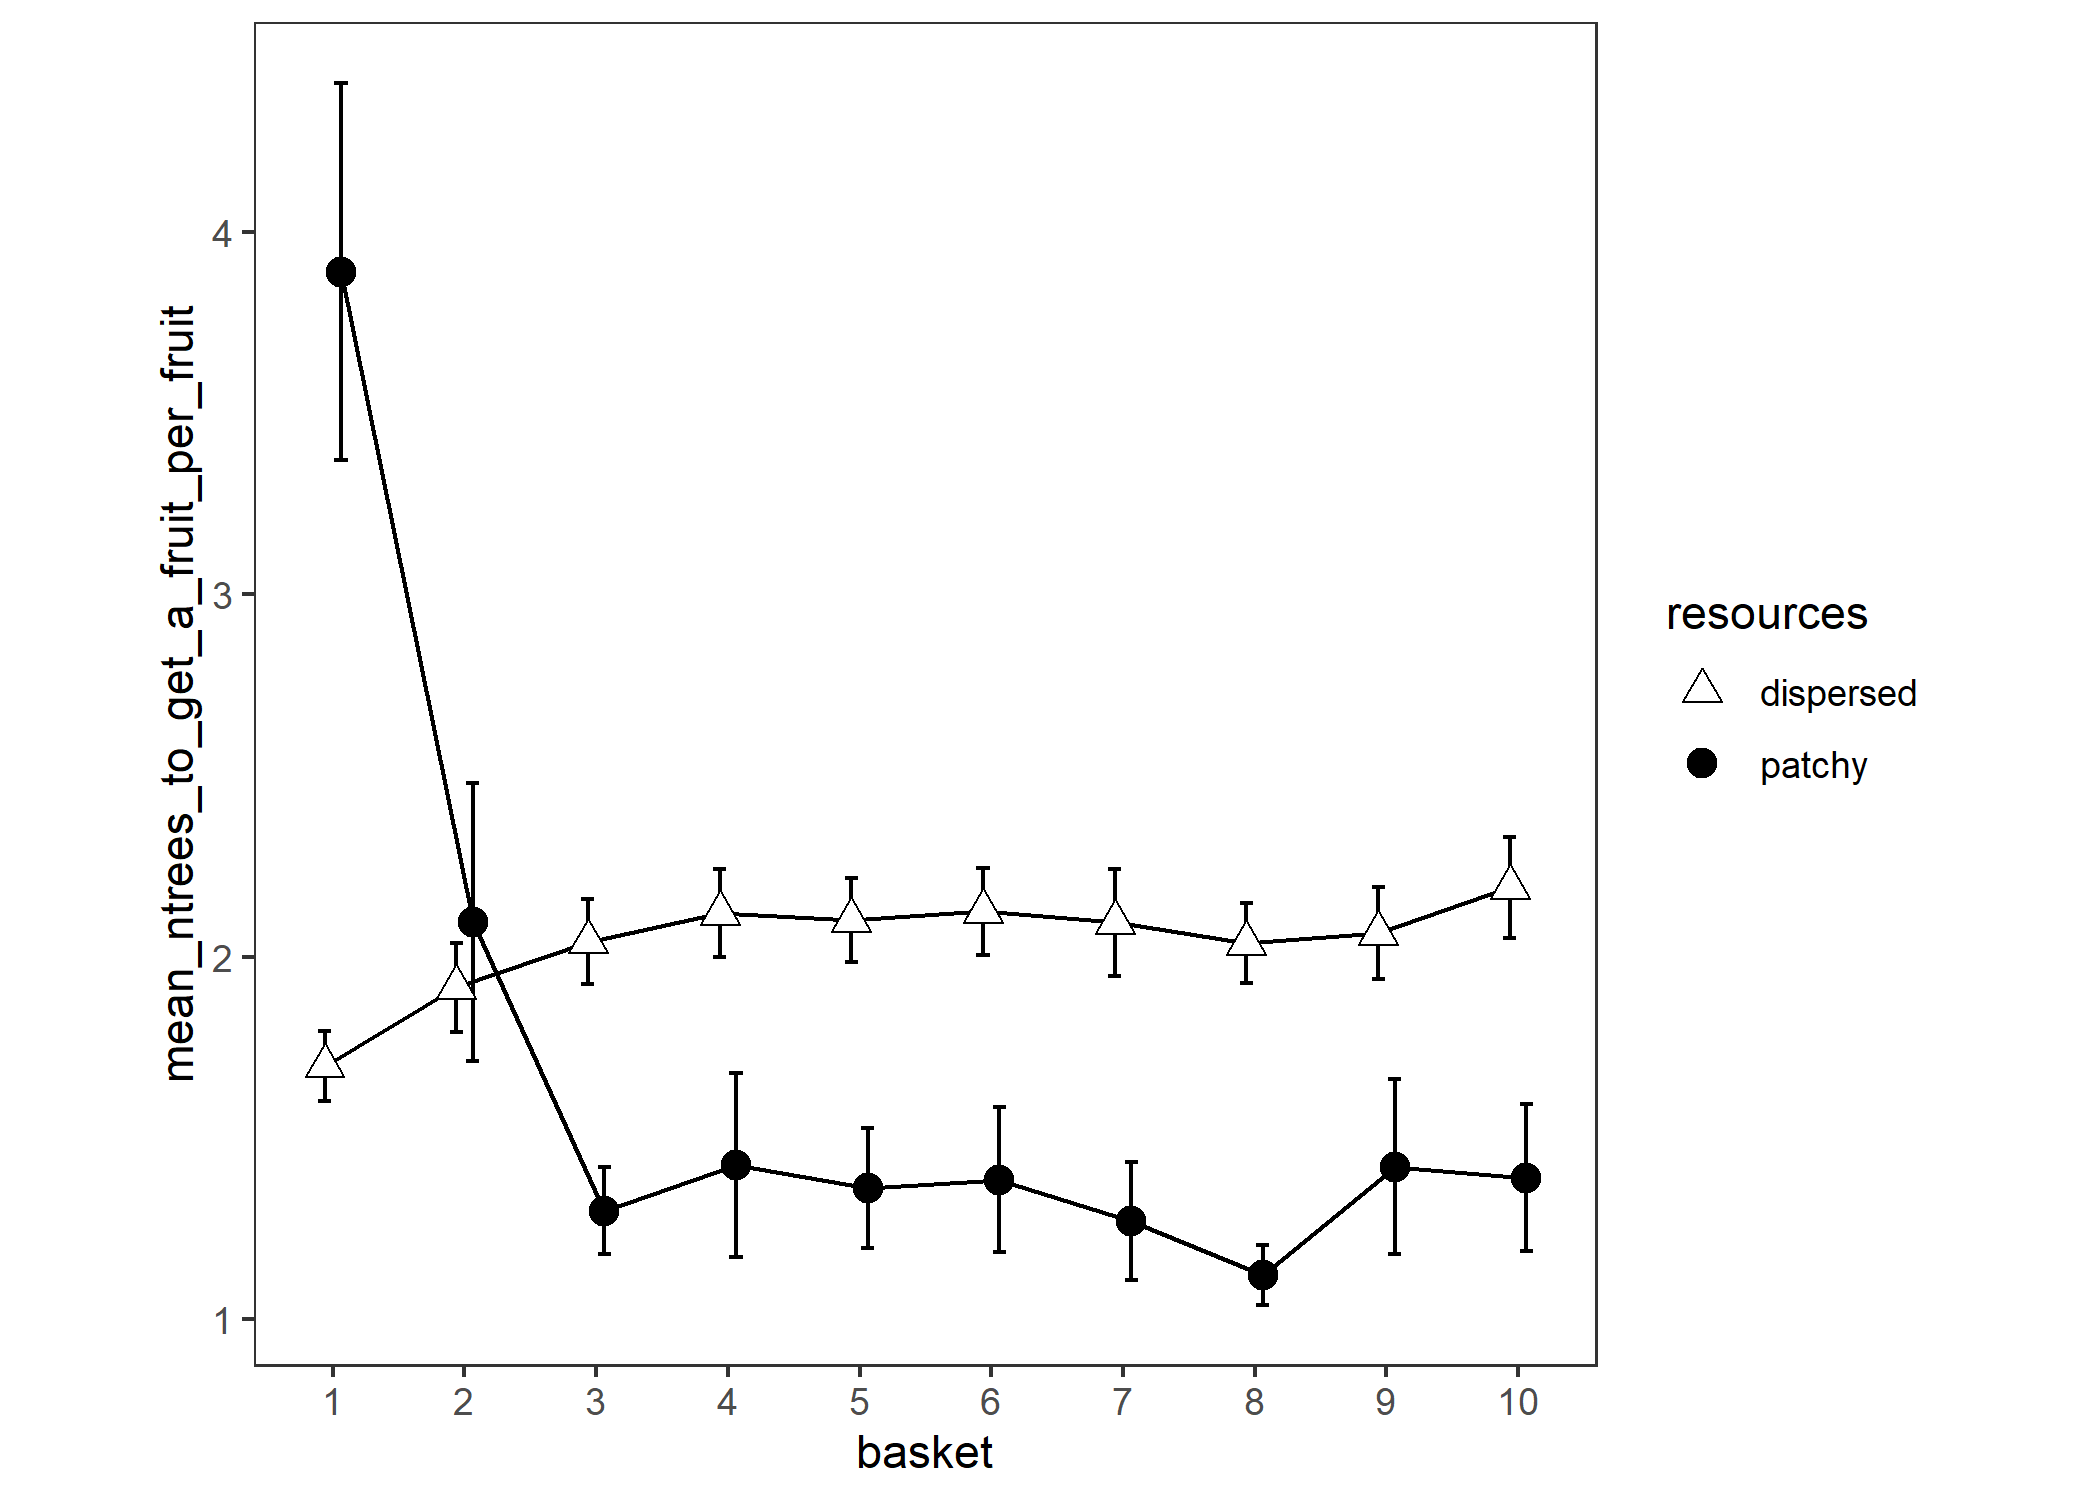 mean_ntrees_to_get_a_fruit_per_fruit
4
3
2
1
1 2 3 4 5 6 7 8 9 10
basket
resources
dispersed
patchy